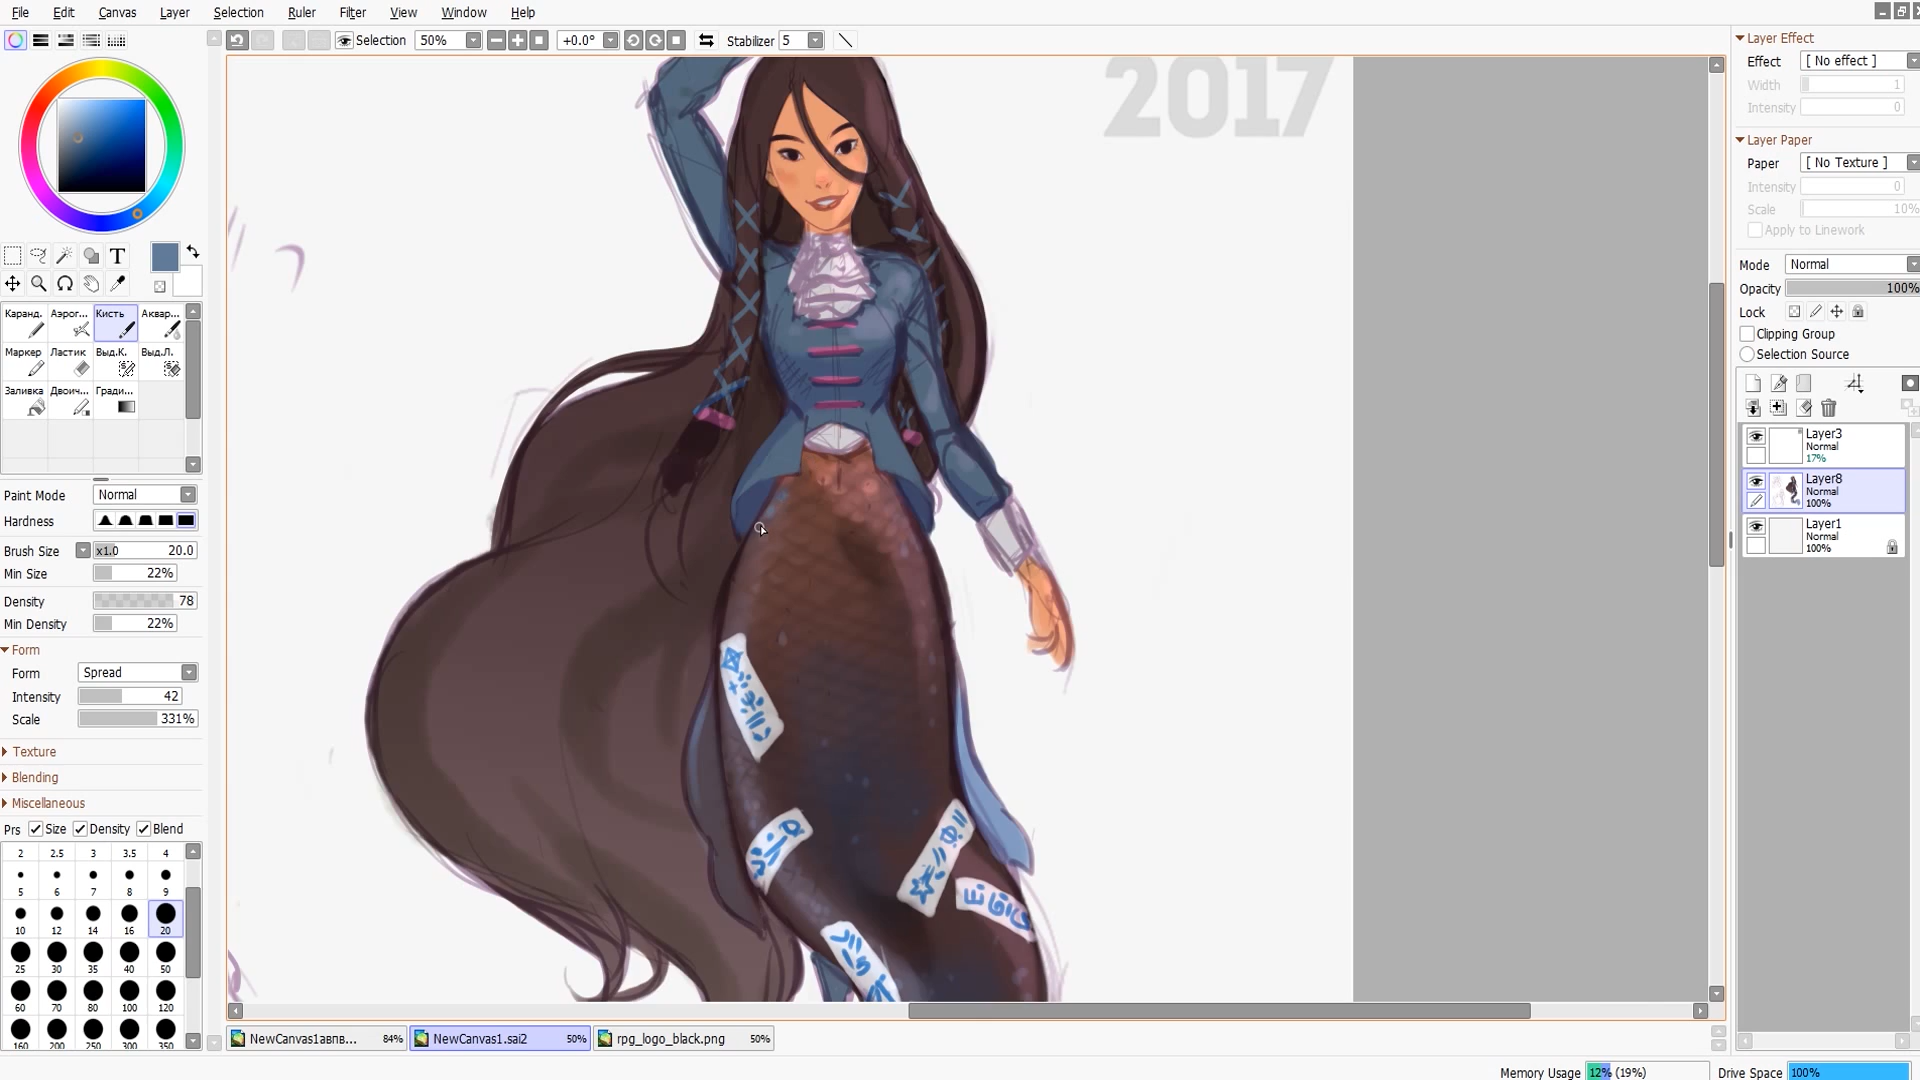 File Edit Canvas Layer Selection Ruler Filter View Window Help
Selection 50% +0.0° Stabilizer 5
2017
T
Каранд. Аэрог... Кисть Аквар...
Маркер Ластик Выд.К. Выд.Л.
Заливка Двоич... Гради...
Paint Mode Normal
Hardness
Brush Size x1.0 20.0
Min Size 22%
Density 78
Min Density 22%
Form
Form Spread
Intensity 42
Scale 331%
Texture
Blending
Miscellaneous
Prs Size Density Blend
2 2.5 3 3.5 4
5 6 7 8 9
10 12 14 16 20
25 30 35 40 50
60 70 80 100 120
160 200 250 300 350
Layer Effect
Effect [ No effect ]
Width 1
Intensity 0
Layer Paper
Paper [ No Texture ]
Intensity 0
Scale 10%
Apply to Linework
Mode Normal
Opacity 100%
Lock
Clipping Group
Selection Source
Layer3
Normal
17%
Layer8
Normal
100%
Layer1
Normal
100%
NewCanvas1авпв... 84% NewCanvas1.sai2 50% rpg_logo_black.png 50%
Memory Usage 12% (19%) Drive Space 100%